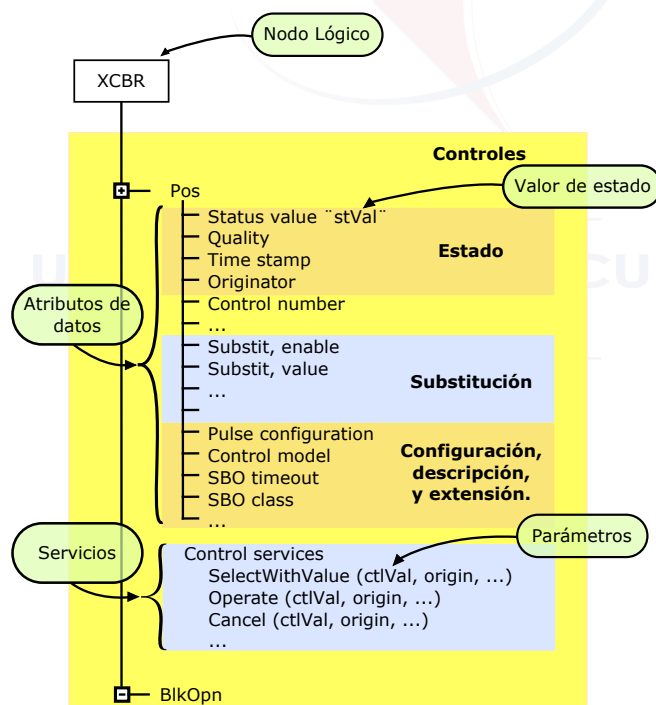 Nodo Lógico
XCBR
Controles
Pos
Valor de estado
Status value ¨stVal¨
Quality
Estado
Time stamp
Originator
Atributos de
datos
Control number
...
Substit, enable
Substit, value
Substitución
...
Pulse configuration
Control model
Configuración,
descripción,
y extensión.
SBO timeout
SBO class
...
Parámetros
Servicios
Control services
SelectWithValue (ctlVal, origin, ...)
Operate (ctlVal, origin, ...)
Cancel (ctlVal, origin, ...)
...
BlkOpn